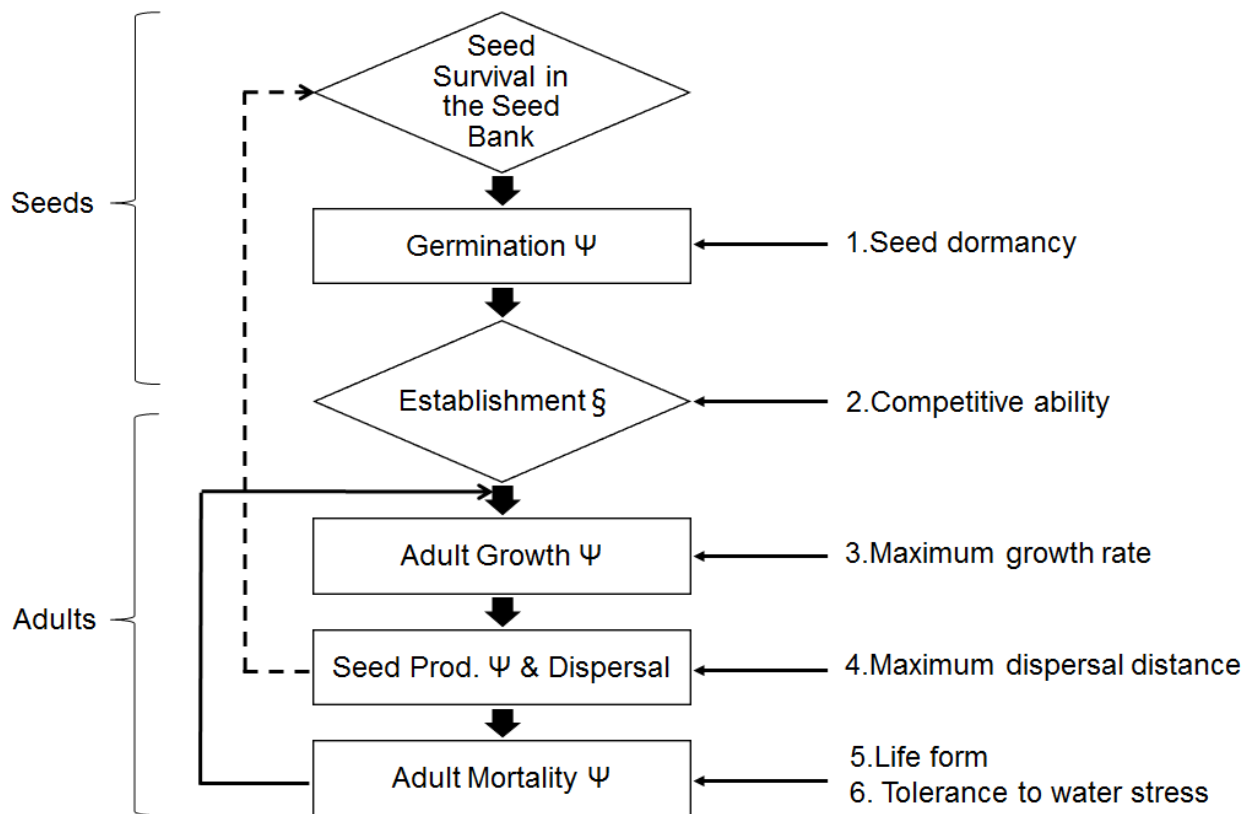 Seed
Survival in
the Seed
Bank
Seeds
Germination Ψ
1.Seed dormancy
Establishment §
2.Competitive ability
Adult Growth Ψ
3.Maximum growth rate
Adults
Seed Prod. Ψ & Dispersal
4.Maximum dispersal distance
Adult Mortality Ψ
5.Life form
6. Tolerance to water stress